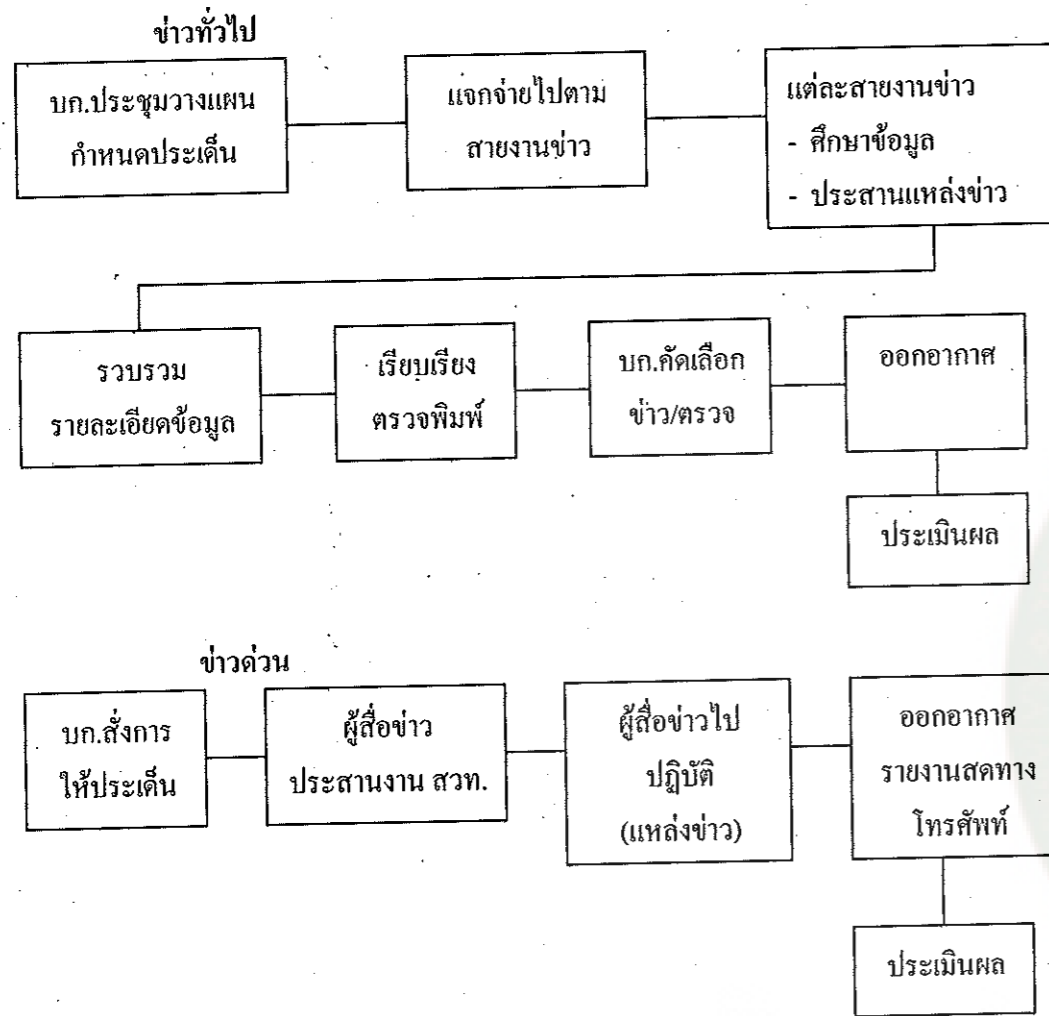 ข่าวทั่วไป
บก.ประชุมวางแผน
กำหนดประเด็น
แจกจ่ายไปตาม
สายงานข่าว
แต่ละสายงานข่าว
- ศึกษาข้อมูล
- ประสานแหล่งข่าว
รวบรวม
รายละเอียดข้อมูล
เรียบเรียง
ตรวจพิมพ์
บก.คัดเลือก
ข่าว/ตรวจ
ออกอากาศ
ประเมินผล
ข่าวด่วน
บก.สั่งการ
ให้ประเด็น
ผู้สื่อข่าว
ประสานงาน สวท.
ผู้สื่อข่าวไป
ปฏิบัติ
(แหล่งข่าว)
ออกอากาศ
รายงานสดทาง
โทรศัพท์
ประเมินผล